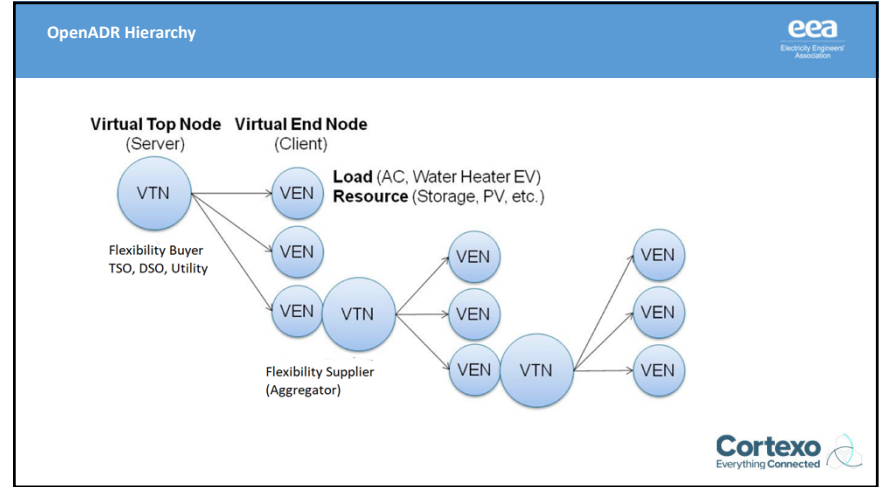 OpenADR Hierarchy
eea
Electricity Engineers'
Association
Virtual Top Node
(Server)
Virtual End Node
(Client)
VTN
VEN
Load (AC, Water Heater EV)
Resource (Storage, PV, etc.)
Flexibility Buyer
TSO, DSO, Utility
VEN
VEN
VTN
Flexibility Supplier
(Aggregator)
VEN
VEN
VEN
VTN
VEN
VEN
VEN
Cortexo
Everything Connected